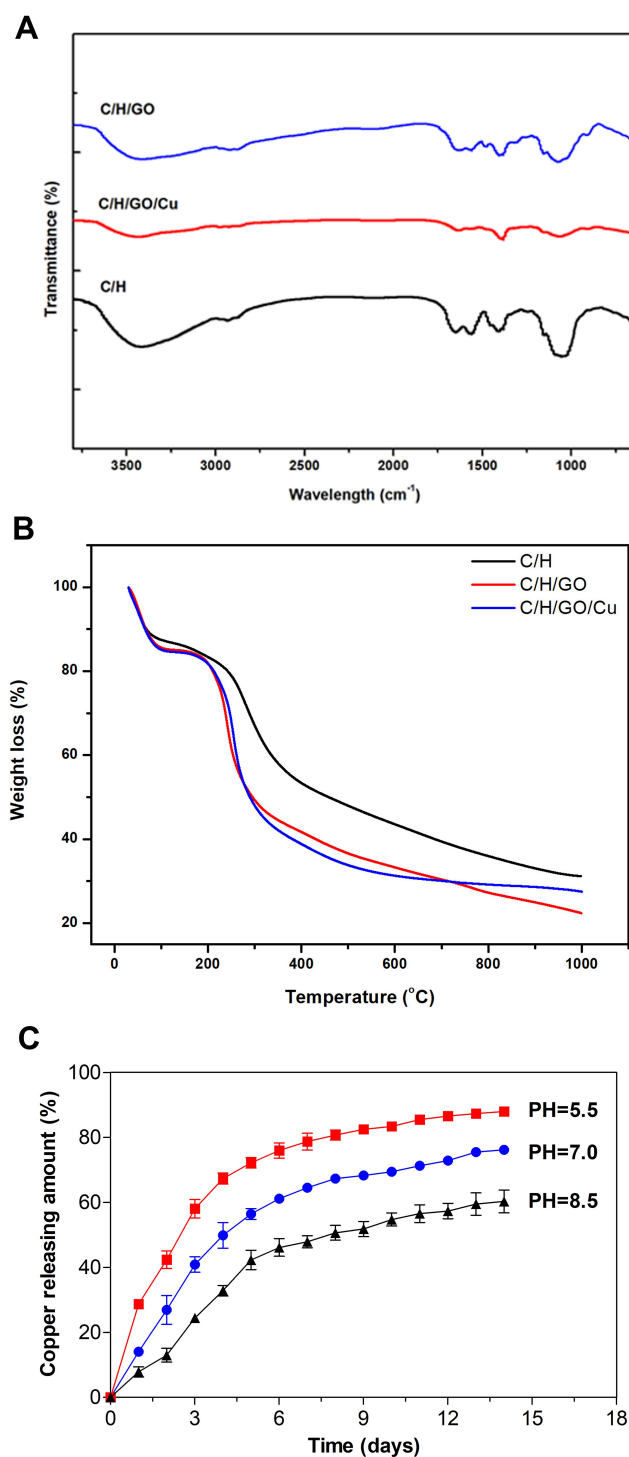 A
C/H/GO
C/H/GO/Cu
C/H
Transmittance (%)
3500 3000 2500 2000 1500 1000
Wavelength (cm⁻¹)
B
C/H
C/H/GO
C/H/GO/Cu
100
80
60
40
20
Weight loss (%)
0 200 400 600 800 1000
Temperature (°C)
C
100
80
60
40
20
0
Copper releasing amount (%)
PH=5.5
PH=7.0
PH=8.5
0 3 6 9 12 15 18
Time (days)